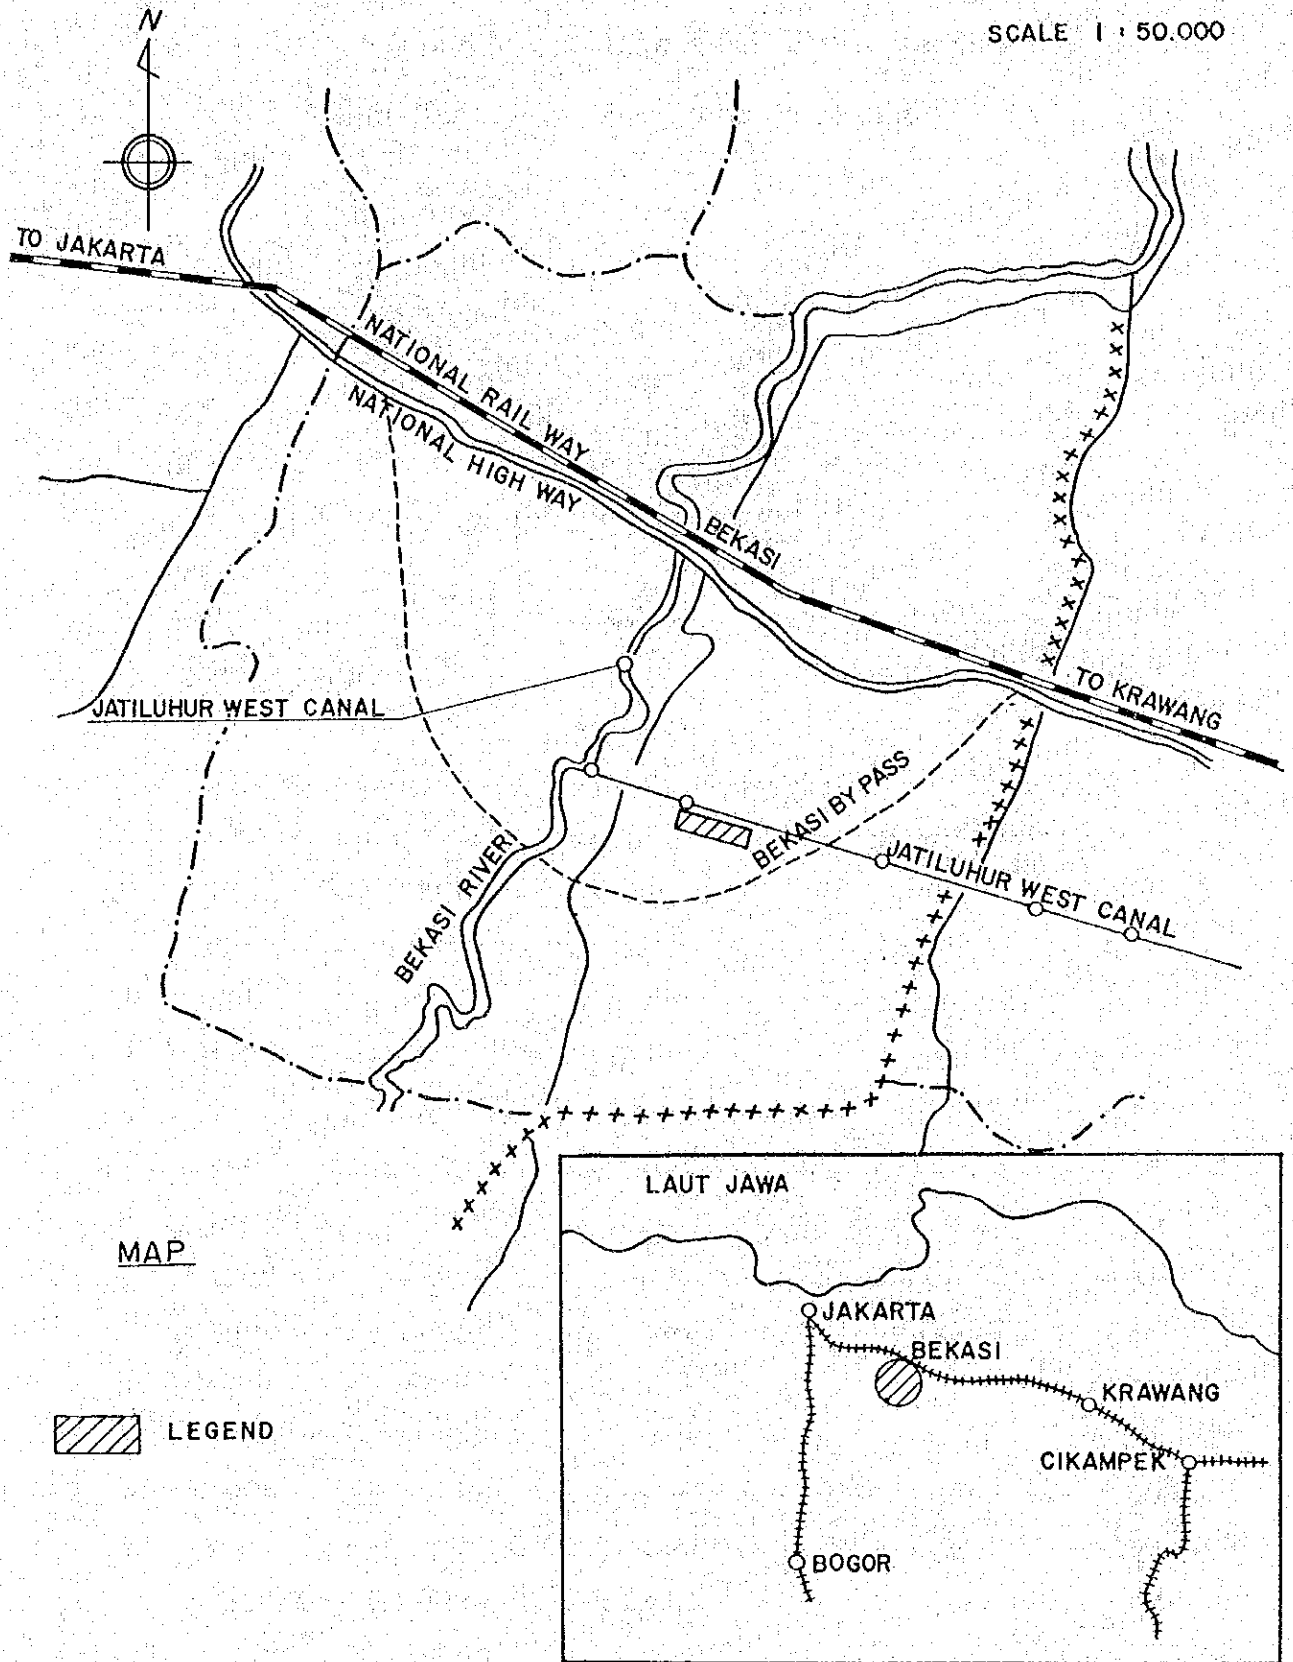 N
SCALE 1 : 50.000
TO JAKARTA
NATIONAL RAIL WAY
NATIONAL HIGH WAY
BEKASI
TO KRAWANG
JATILUHUR WEST CANAL
BEKASI BY PASS
BEKASI RIVERI
JATILUHUR WEST CANAL
LAUT JAWA
MAP
JAKARTA
BEKASI
KRAWANG
LEGEND
CIKAMPEK
BOGOR